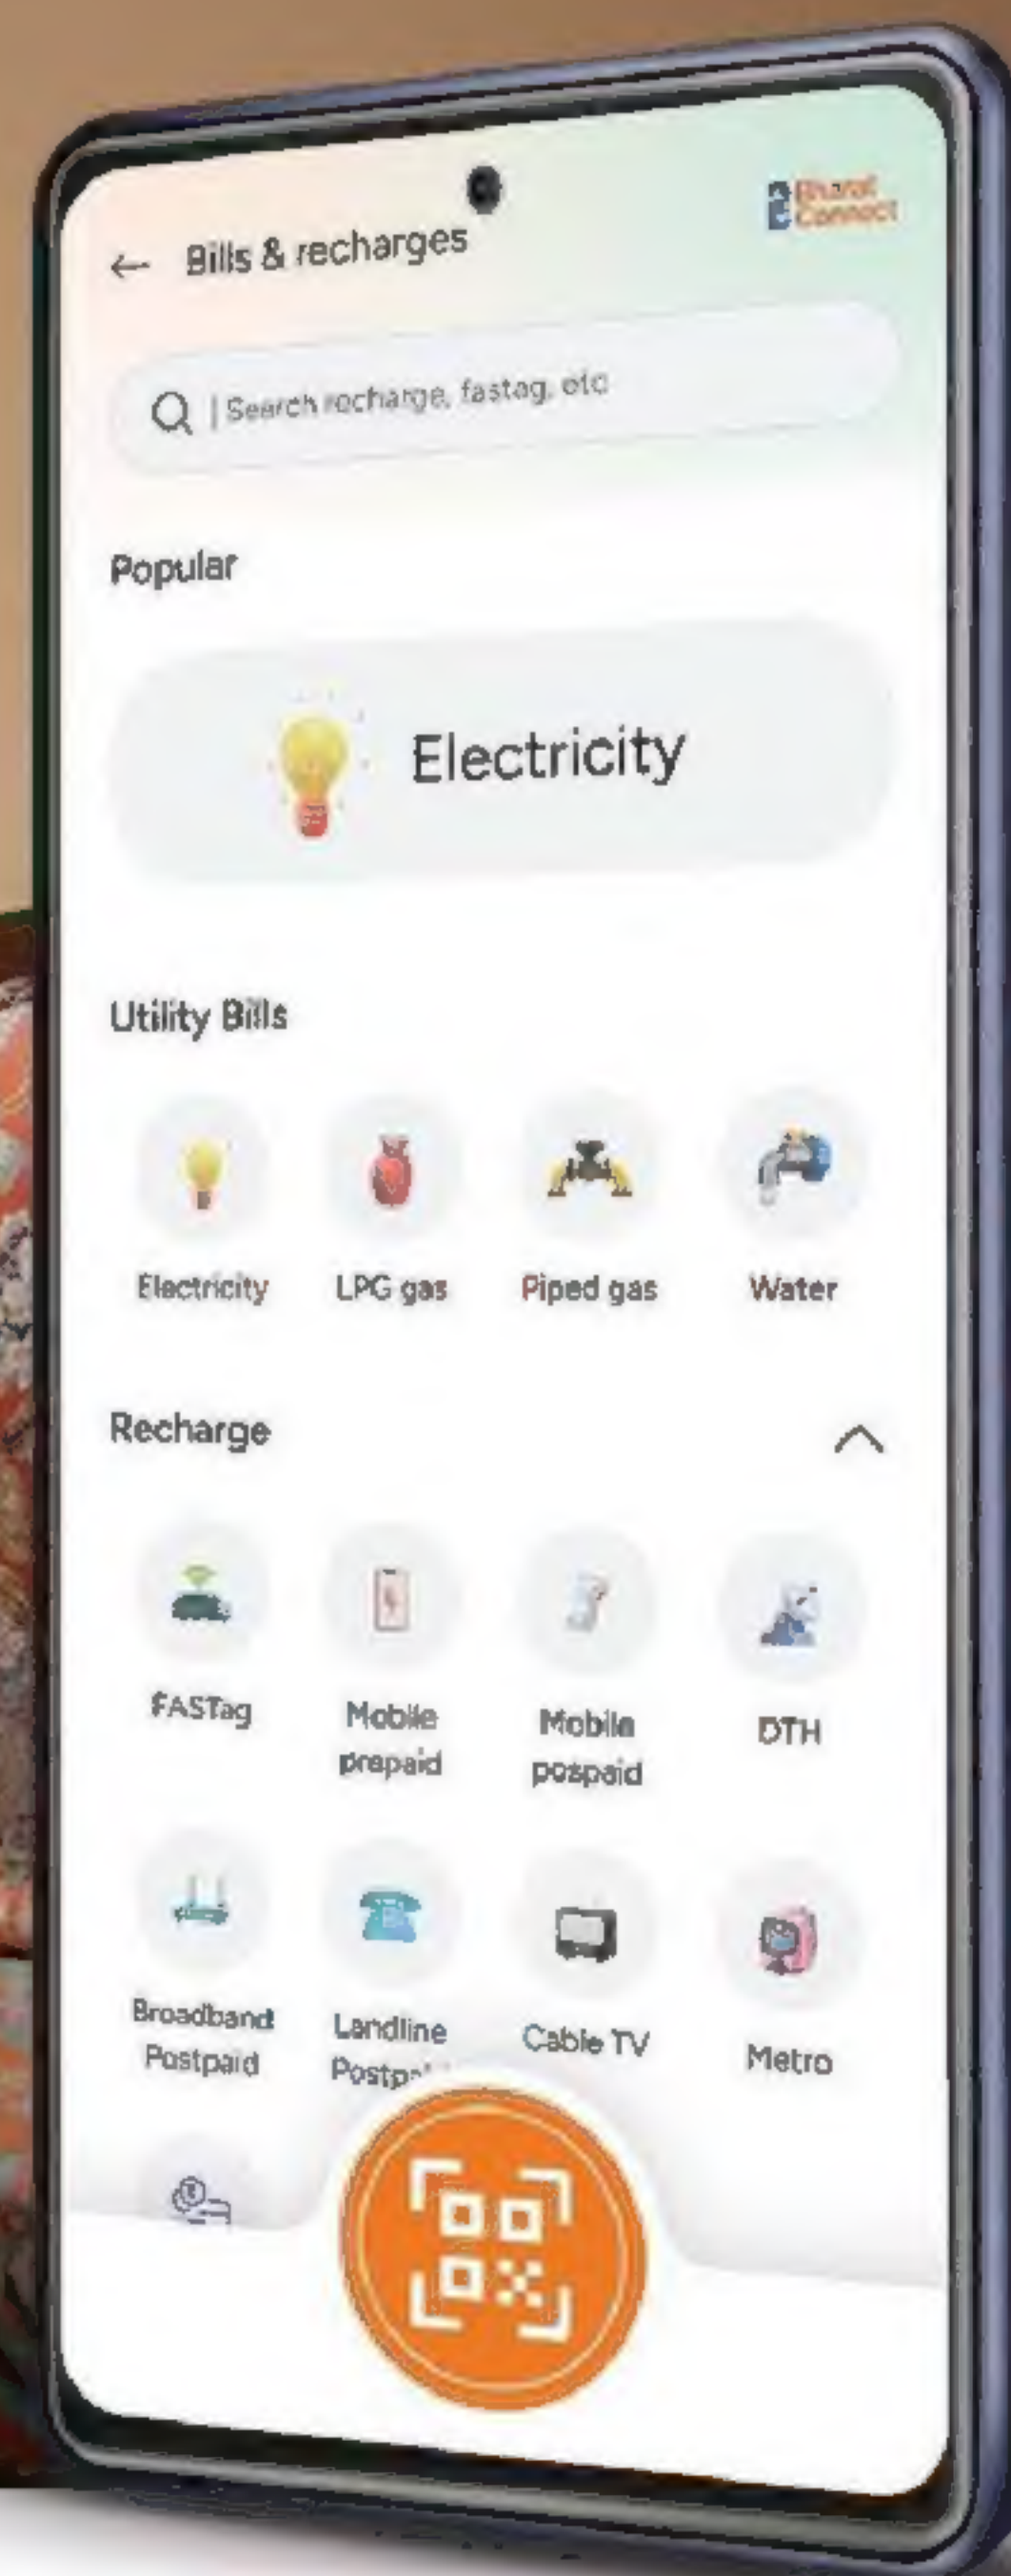 Bharat
Connect
Bills & recharges
Search recharge, fastag, etc
Popular
Electricity
Utility Bills
Electricity LPG gas Piped gas Water
Recharge
FASTag Mobile prepaid Mobile pospaid DTH
Broadband Postpaid Landline Cable TV Metro